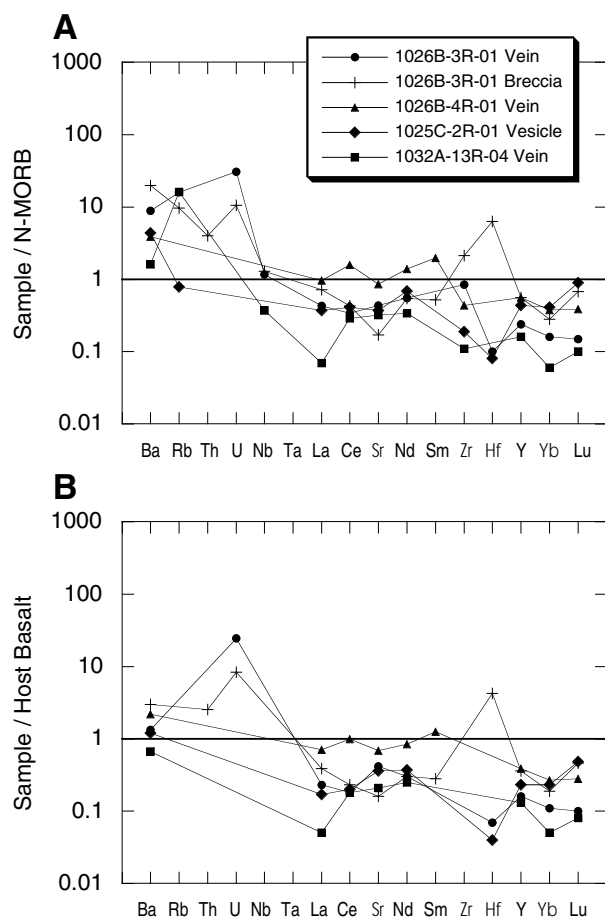 A
1026B-3R-01 Vein
1026B-3R-01 Breccia
1026B-4R-01 Vein
1025C-2R-01 Vesicle
1032A-13R-04 Vein
1000
100
10
1
0.1
0.01
Sample / N-MORB
Ba Rb Th U Nb Ta La Ce Sr Nd Sm Zr Hf Y Yb Lu
B
1000
100
10
1
0.1
0.01
Sample / Host Basalt
Ba Rb Th U Nb Ta La Ce Sr Nd Sm Zr Hf Y Yb Lu